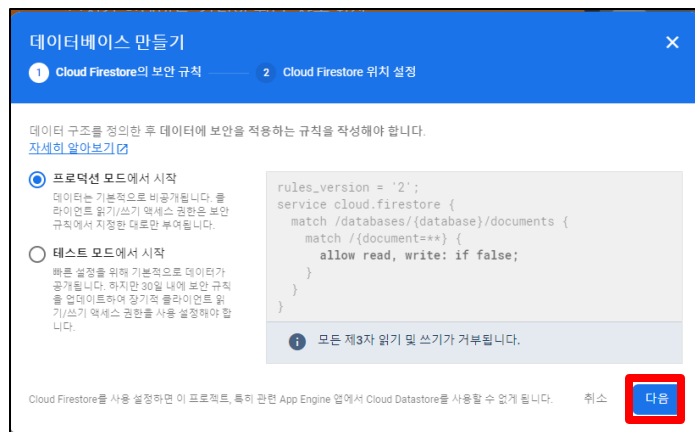 데이터베이스 만들기
1 Cloud Firestore의 보안 규칙 2 Cloud Firestore 위치 설정
데이터 구조를 정의한 후 데이터에 보안을 적용하는 규칙을 작성해야 합니다.
자세히 알아보기
프로덕션 모드에서 시작
데이터는 기본적으로 비공개됩니다. 클
라이언트 읽기/쓰기 액세스 권한은 보안
규칙에서 지정한 대로만 부여됩니다.
테스트 모드에서 시작
빠른 설정을 위해 기본적으로 데이터가
공개됩니다. 하지만 30일 내에 보안 규칙
을 업데이트하여 장기적 클라이언트 읽
기/쓰기 액세스 권한을 사용 설정해야 합
니다.
rules_version = '2';
service cloud.firestore {
match /databases/{database}/documents {
match /{document=**} {
allow read, write: if false;
}
}
}
모든 제3자 읽기 및 쓰기가 거부됩니다.
Cloud Firestore를 사용 설정하면 이 프로젝트, 특히 관련 App Engine 앱에서 Cloud Datastore를 사용할 수 없게 됩니다.
취소 다음